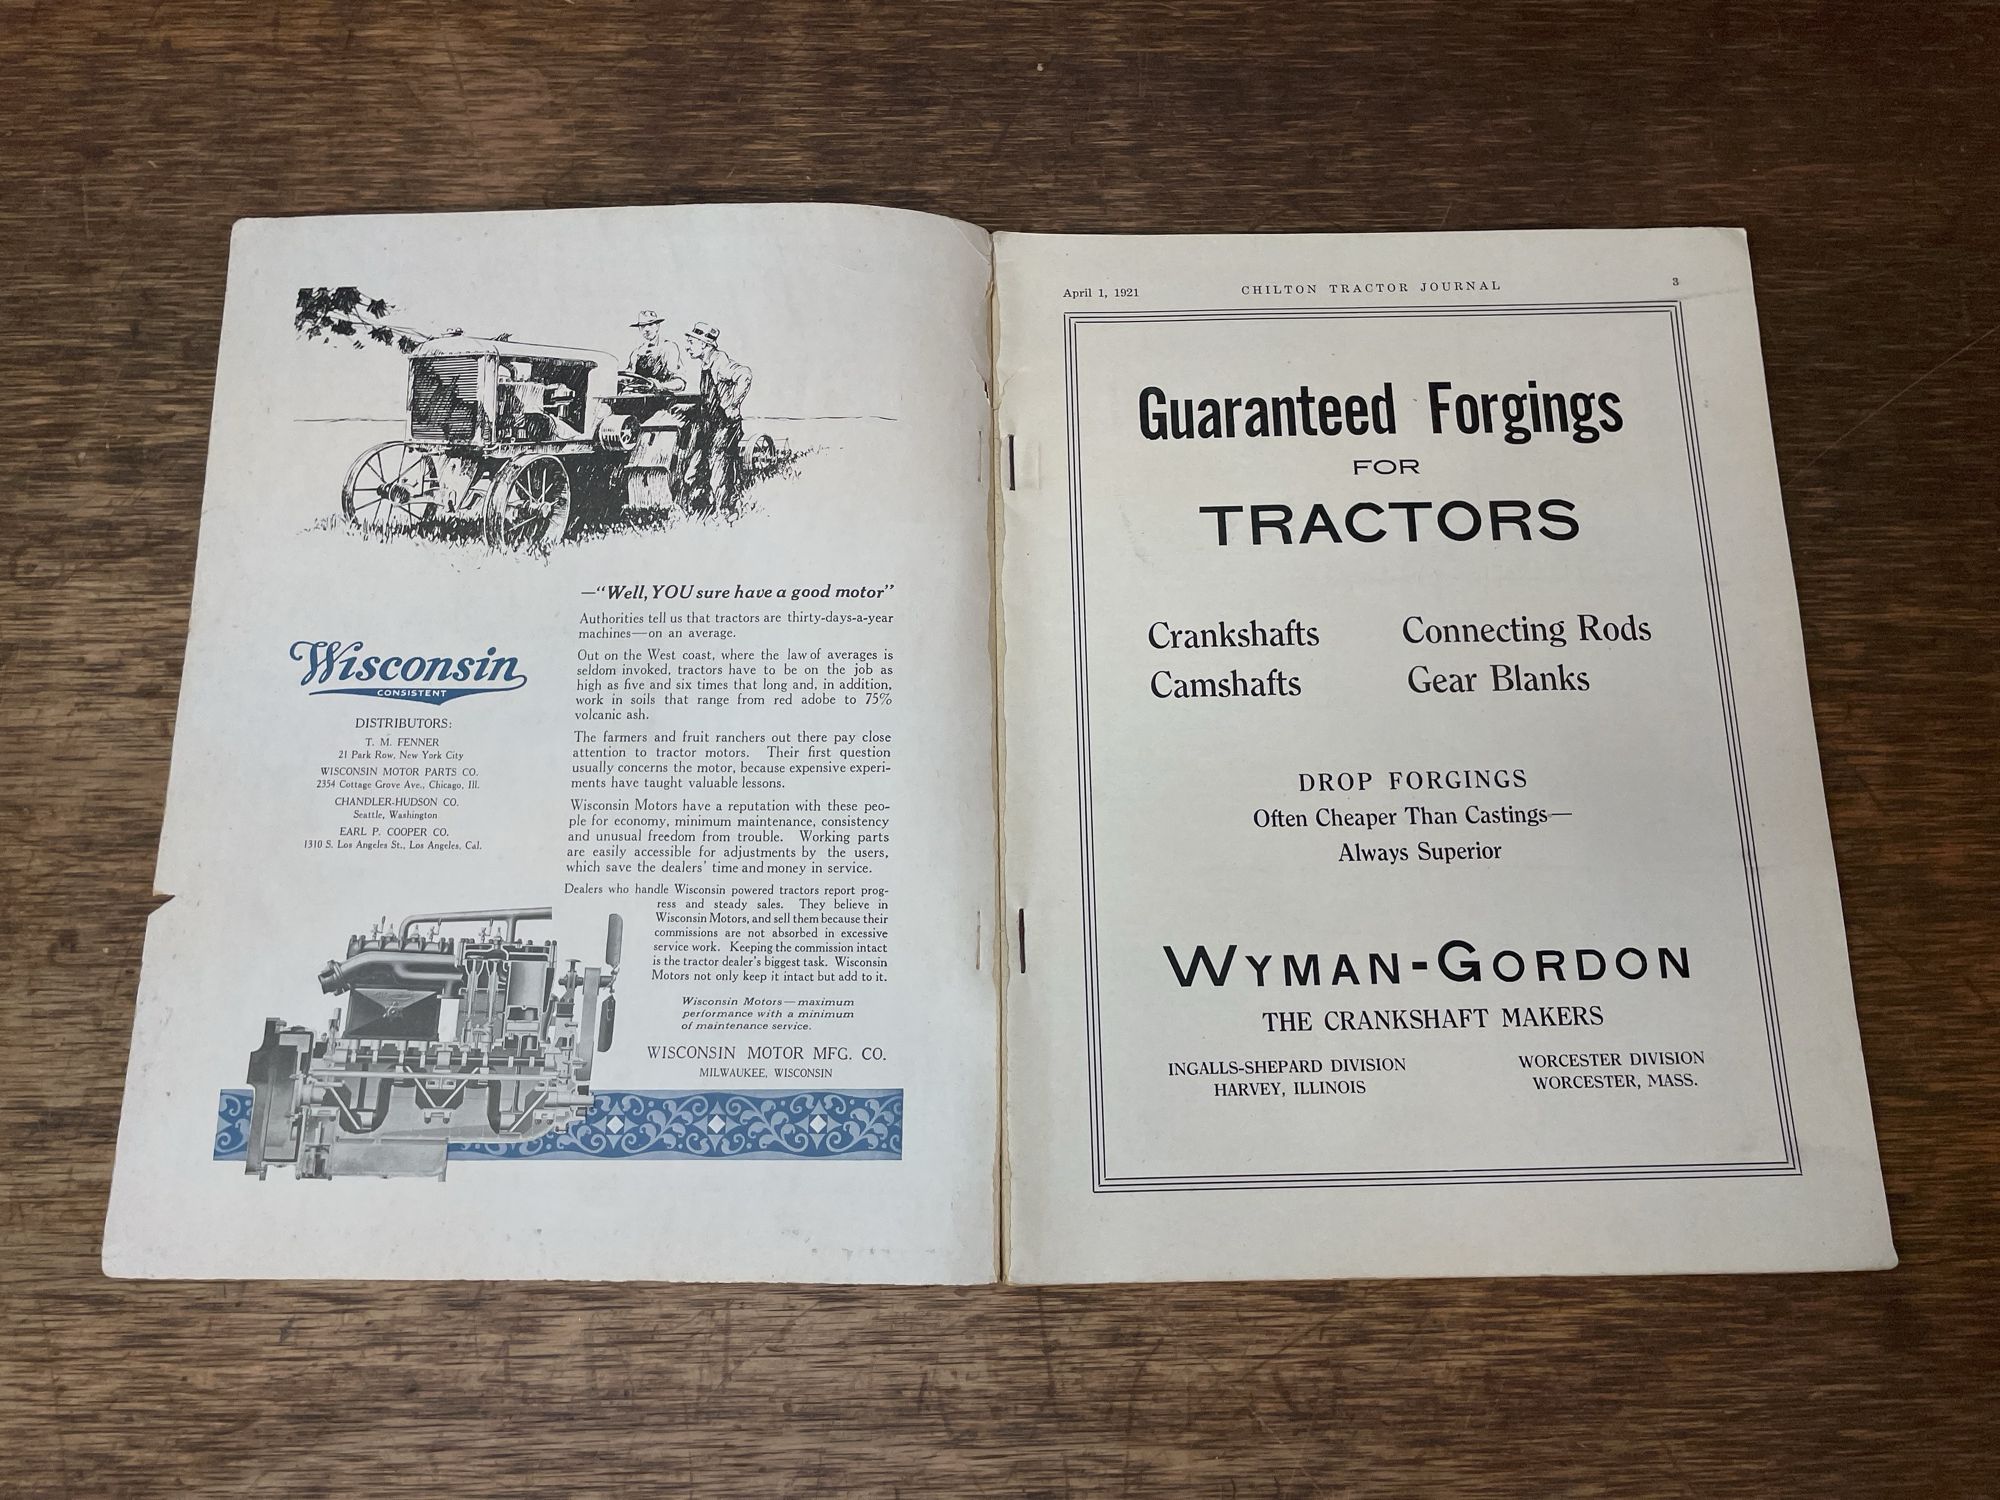 —"Well, YOU sure have a good motor"
Authorities tell us that tractors are thirty-days-a-year
machines—on an average.
Out on the West coast, where the law of averages is
seldom invoked, tractors have to be on the job as
high as five and six times that long and, in addition,
work in soils that range from red adobe to 75%
volcanic ash.
The farmers and fruit ranchers out there pay close
attention to tractor motors. Their first question
usually concerns the motor, because expensive experi-
ments have taught valuable lessons.
Wisconsin Motors have a reputation with these peo-
ple for economy, minimum maintenance, consistency
and unusual freedom from trouble. Working parts
are easily accessible for adjustments by the users,
which save the dealers' time and money in service.
Dealers who handle Wisconsin powered tractors report prog-
ress and steady sales. They believe in
Wisconsin Motors, and sell them because their
commissions are not absorbed in excessive
service work. Keeping the commission intact
is the tractor dealer's biggest task. Wisconsin
Motors not only keep it intact but add to it.
Wisconsin Motors—maximum
performance with a minimum
of maintenance service.
WISCONSIN MOTOR MFG. CO.
MILWAUKEE, WISCONSIN
Wisconsin
CONSISTENT
DISTRIBUTORS:
T. M. FENNER
21 Park Row, New York City
WISCONSIN MOTOR PARTS CO.
2354 Cottage Grove Ave., Chicago, Ill.
CHANDLER-HUDSON CO.
Seattle, Washington
EARL P. COOPER CO.
1310 S. Los Angeles St., Los Angeles, Cal.
April 1, 1921
CHILTON TRACTOR JOURNAL
3
Guaranteed Forgings
FOR
TRACTORS
Crankshafts Connecting Rods
Camshafts Gear Blanks
DROP FORGINGS
Often Cheaper Than Castings—
Always Superior
WYMAN-GORDON
THE CRANKSHAFT MAKERS
INGALLS-SHEPARD DIVISION
HARVEY, ILLINOIS
WORCESTER DIVISION
WORCESTER, MASS.